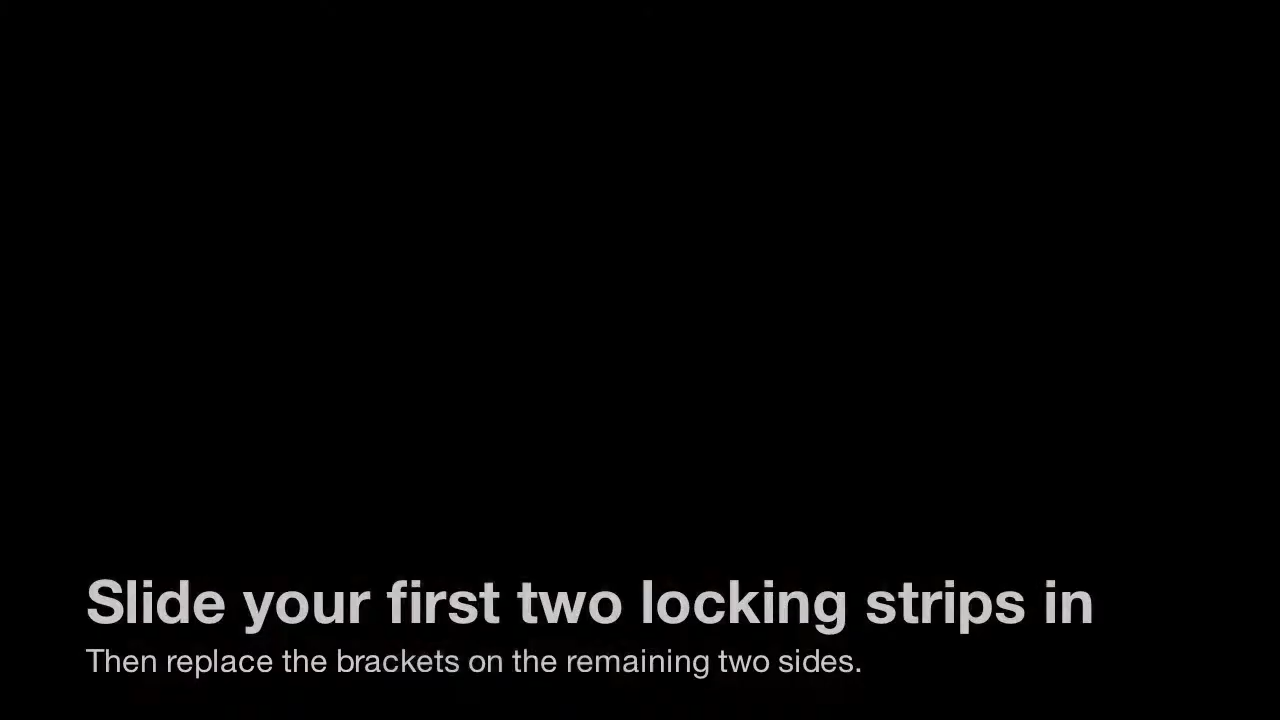 Slide your first two locking strips in
Then replace the brackets on the remaining two sides.